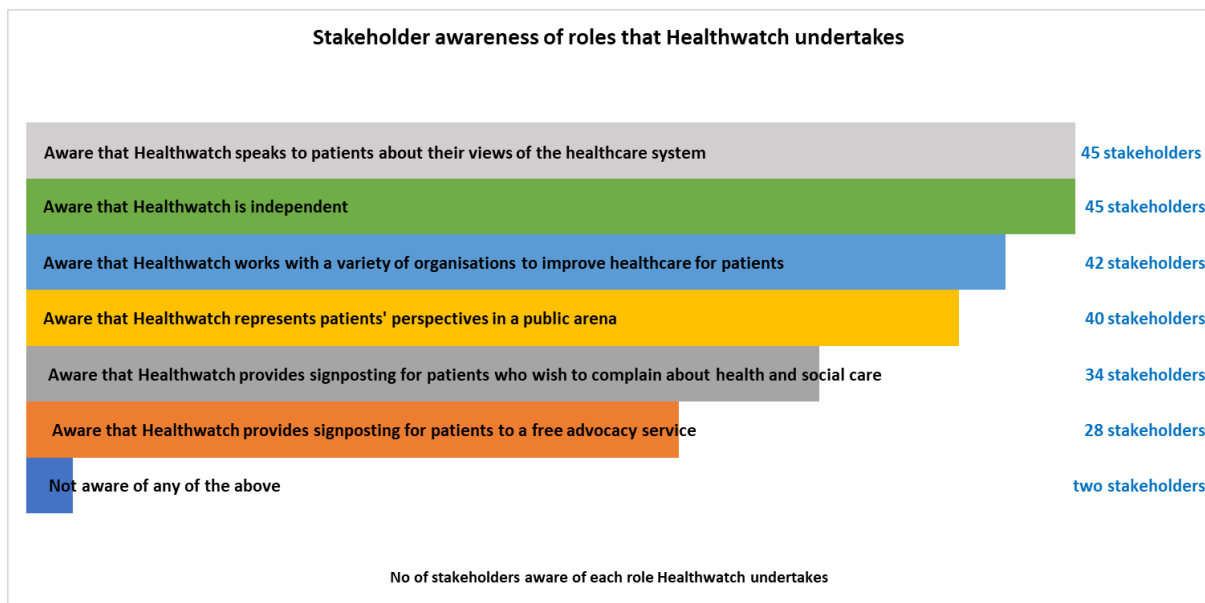 Stakeholder awareness of roles that Healthwatch undertakes
Aware that Healthwatch speaks to patients about their views of the healthcare system 45 stakeholders
Aware that Healthwatch is independent 45 stakeholders
Aware that Healthwatch works with a variety of organisations to improve healthcare for patients 42 stakeholders
Aware that Healthwatch represents patients' perspectives in a public arena 40 stakeholders
Aware that Healthwatch provides signposting for patients who wish to complain about health and social care 34 stakeholders
Aware that Healthwatch provides signposting for patients to a free advocacy service 28 stakeholders
Not aware of any of the above two stakeholders
No of stakeholders aware of each role Healthwatch undertakes